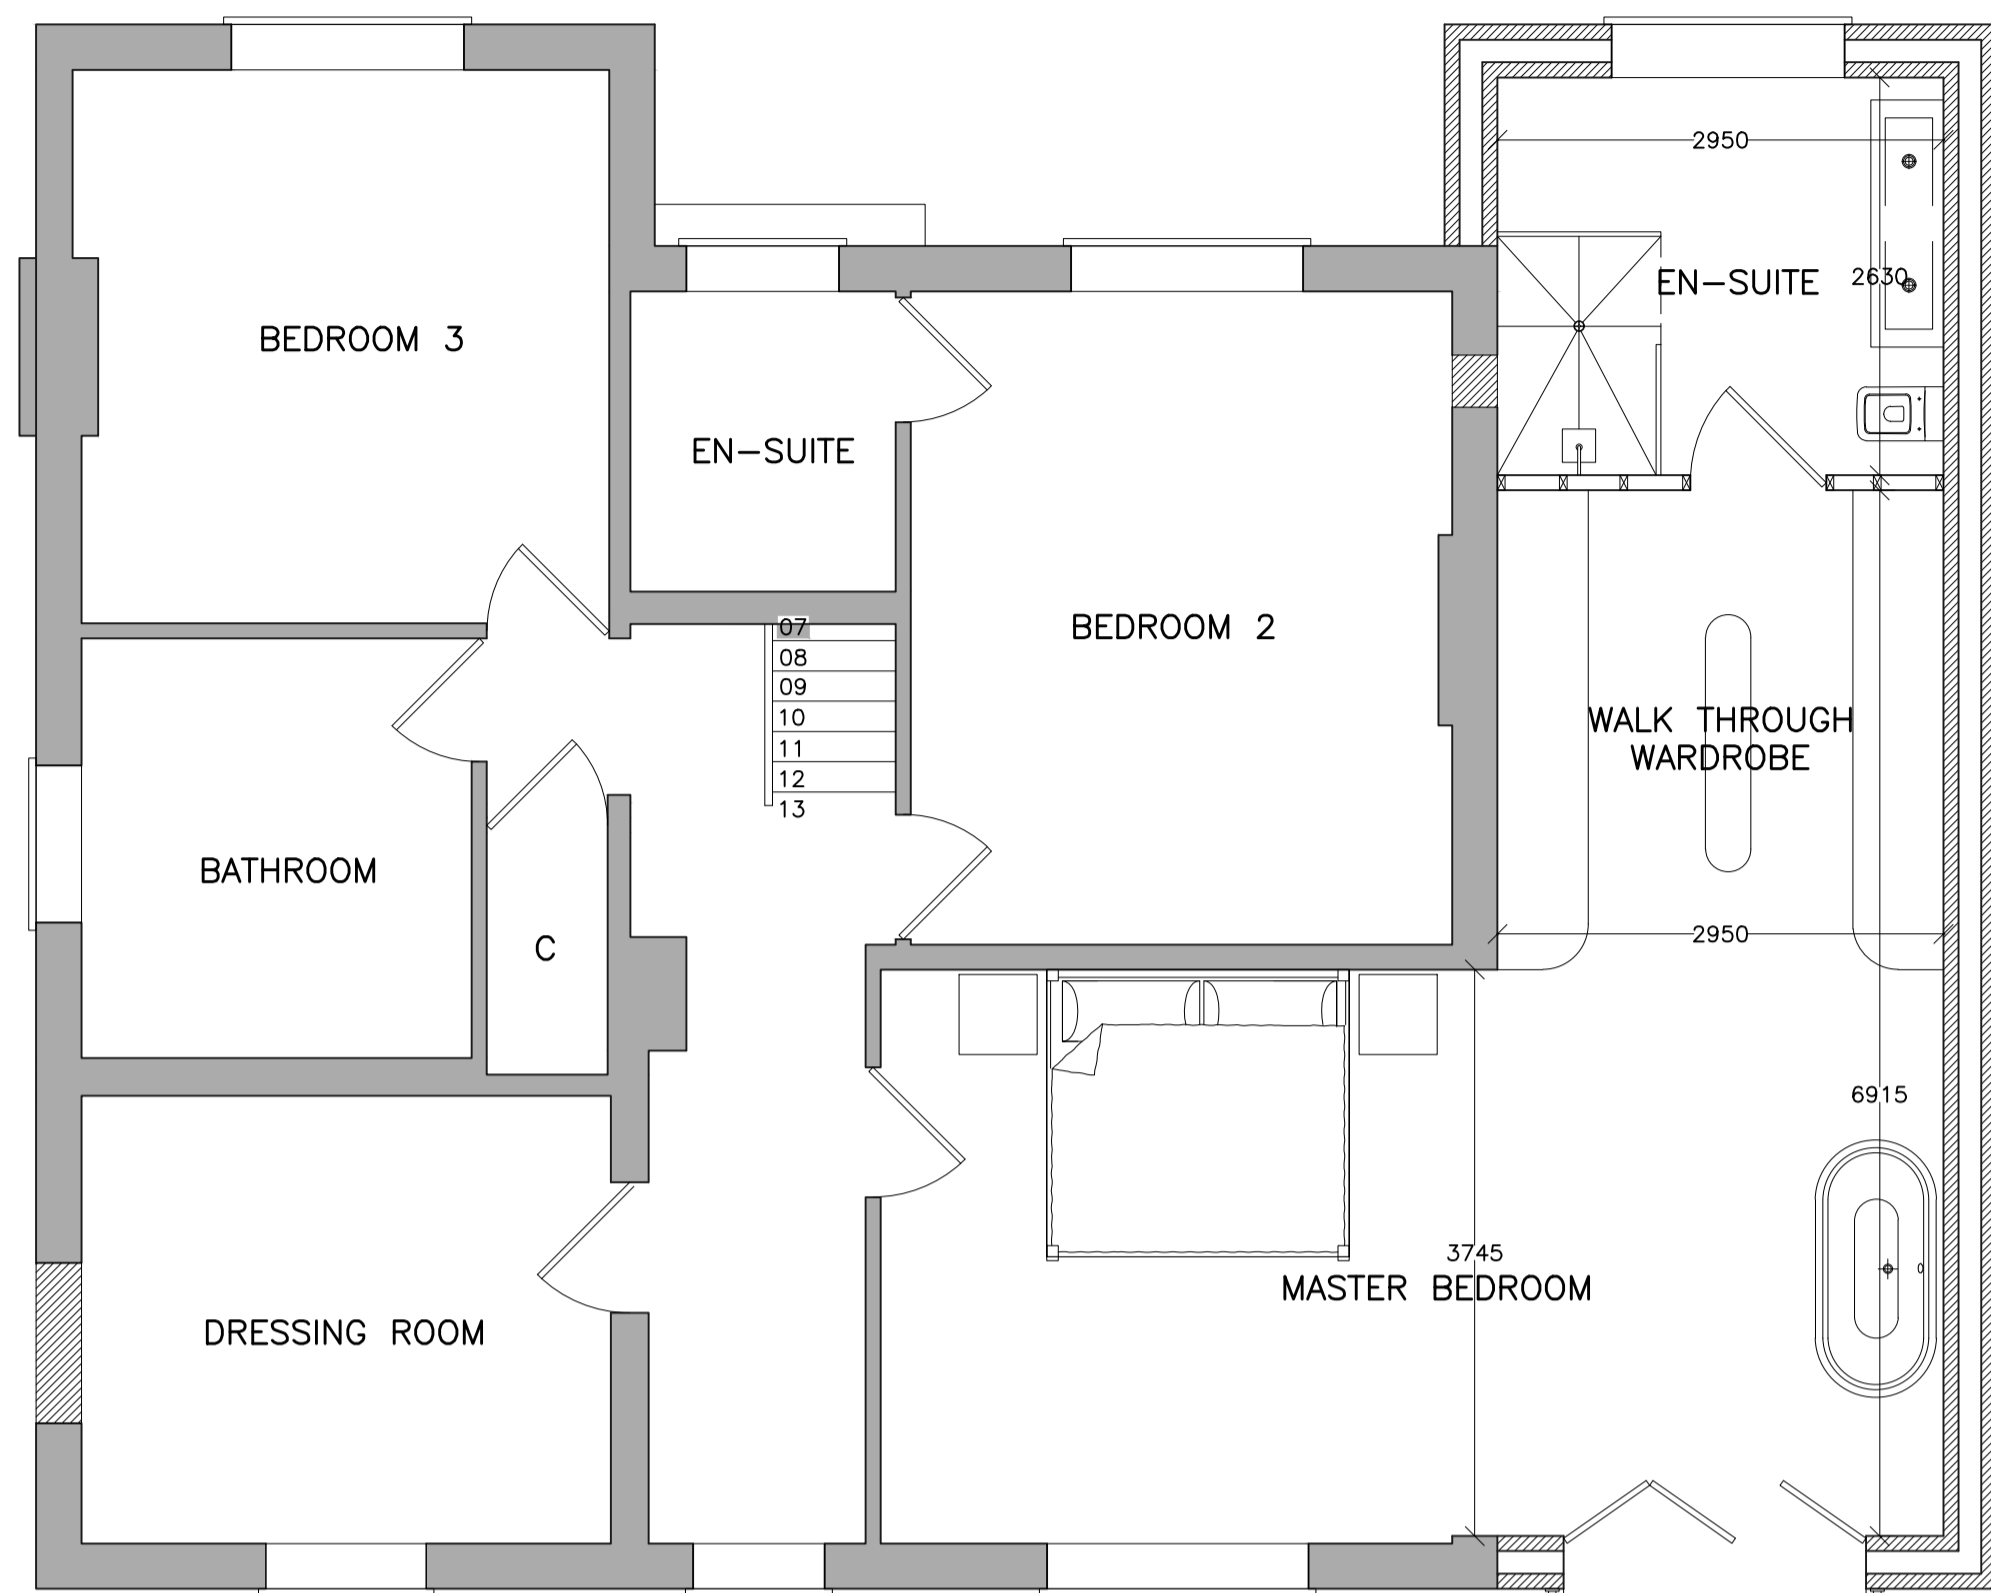 2950
EN-SUITE
2630
BEDROOM 3
EN-SUITE
BEDROOM 2
07
08
09
10
11
12
13
WALK THROUGH
WARDROBE
BATHROOM
C
2950
6915
3745
MASTER BEDROOM
DRESSING ROOM